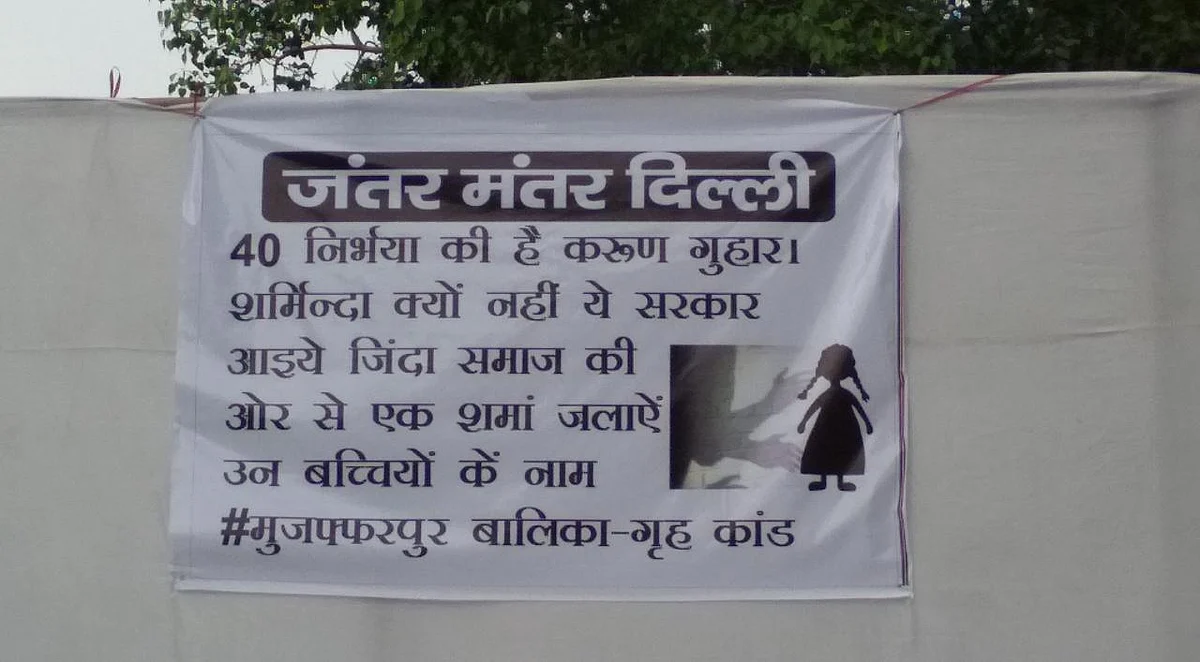 जंतर मंतर दिल्ली
40 निर्भया की है करूण गुहार।
शर्मिन्दा क्यों नहीं ये सरकार
आइये जिंदा समाज की
ओर से एक शमां जलाऐं
उन बच्चियों कें नाम
#मुजफ्फरपुर बालिका-गृह कांड